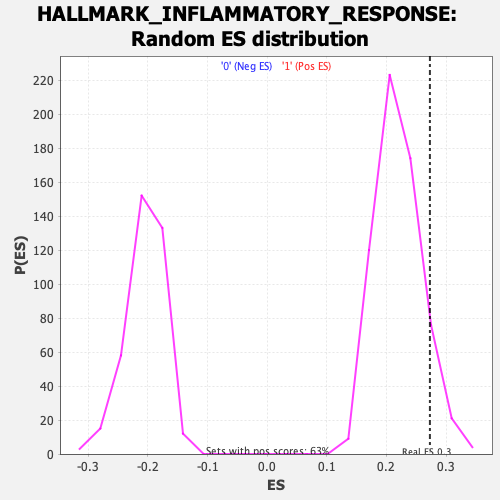 HALLMARK_INFLAMMATORY_RESPONSE:
Random ES distribution
'0' (Neg ES) '1' (Pos ES)
P(ES)
220
200
180
160
140
120
100
80
60
40
20
0
Sets with pos scores: 63%
Real ES 0.3
-0.3 -0.2 -0.1 0.0 0.1 0.2 0.3
ES